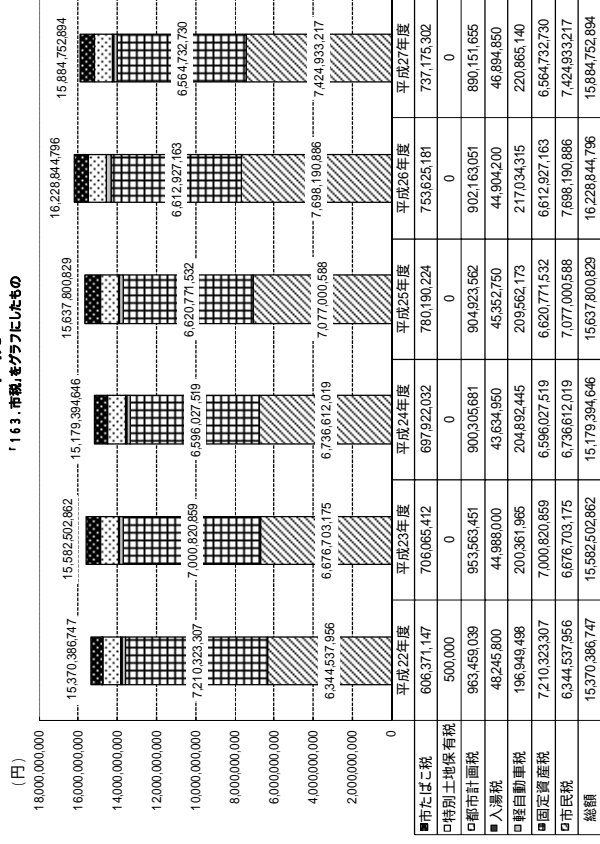 「163.市税」をグラフにしたもの
(円)
18,000,000,000
16,000,000,000
14,000,000,000
12,000,000,000
10,000,000,000
8,000,000,000
6,000,000,000
4,000,000,000
2,000,000,000
0
15,370,386,747
7,210,323,307
6,344,537,956
15,582,502,862
7,000,820,859
6,676,703,175
15,179,394,646
6,596,027,519
6,736,612,019
15,637,800,829
6,620,771,532
7,077,000,588
16,228,844,796
6,612,927,163
7,698,190,886
15,884,752,894
6,564,732,730
7,424,933,217
平成22年度 平成23年度 平成24年度 平成25年度 平成26年度 平成27年度
市たばこ税 606,371,147 706,065,412 697,922,032 780,190,224 753,625,181 737,175,302
特別土地保有税 500,000 0 0 0 0 0
都市計画税 963,459,039 953,563,451 900,305,681 904,923,562 902,163,051 890,151,655
入湯税 48,245,800 44,988,000 43,634,950 45,352,750 44,904,200 46,894,850
軽自動車税 196,949,498 200,361,965 204,892,445 209,562,173 217,034,315 220,865,140
固定資産税 7,210,323,307 7,000,820,859 6,596,027,519 6,620,771,532 6,612,927,163 6,564,732,730
市民税 6,344,537,956 6,676,703,175 6,736,612,019 7,077,000,588 7,698,190,886 7,424,933,217
総額 15,370,386,747 15,582,502,862 15,179,394,646 15,637,800,829 16,228,844,796 15,884,752,894